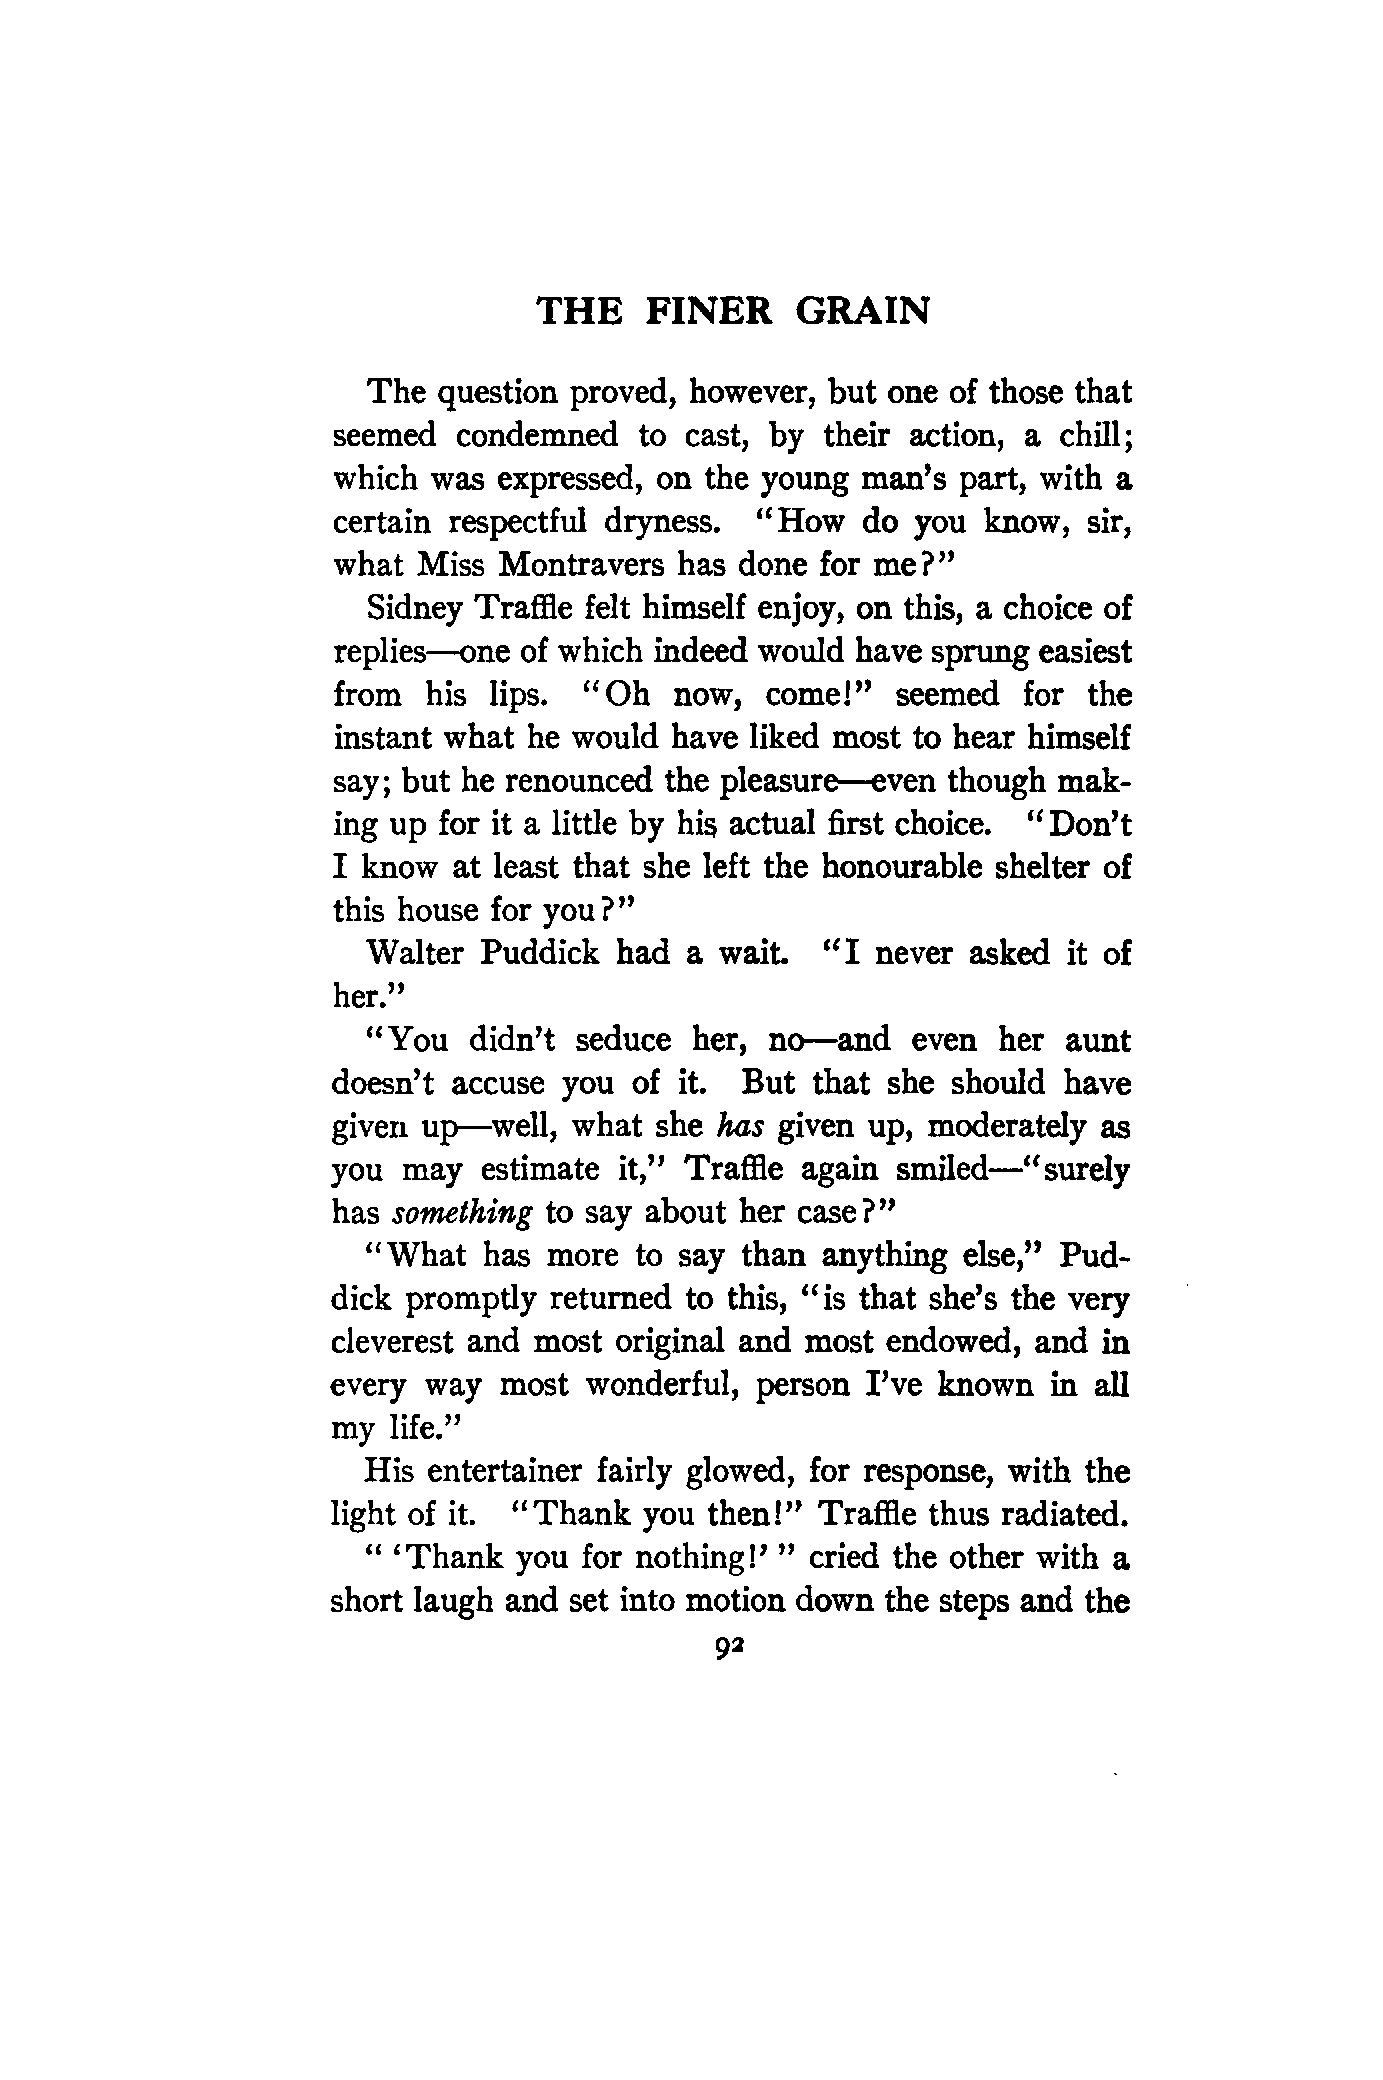 THE FINER GRAIN
The question proved, however, but one of those that
seemed condemned to cast, by their action, a chill;
which was expressed, on the young man's part, with a
certain respectful dryness. "How do you know, sir,
what Miss Montravers has done for me?"
Sidney Traffle felt himself enjoy, on this, a choice of
replies—one of which indeed would have sprung easiest
from his lips. "Oh now, come!" seemed for the
instant what he would have liked most to hear himself
say; but he renounced the pleasure—even though mak-
ing up for it a little by his actual first choice. "Don't
I know at least that she left the honourable shelter of
this house for you?"
Walter Puddick had a wait. "I never asked it of
her."
"You didn't seduce her, no—and even her aunt
doesn't accuse you of it. But that she should have
given up—well, what she has given up, moderately as
you may estimate it," Traffle again smiled—"surely
has something to say about her case?"
"What has more to say than anything else," Pud-
dick promptly returned to this, "is that she's the very
cleverest and most original and most endowed, and in
every way most wonderful, person I've known in all
my life."
His entertainer fairly glowed, for response, with the
light of it. "Thank you then!" Traffle thus radiated.
" 'Thank you for nothing!' " cried the other with a
short laugh and set into motion down the steps and the
92